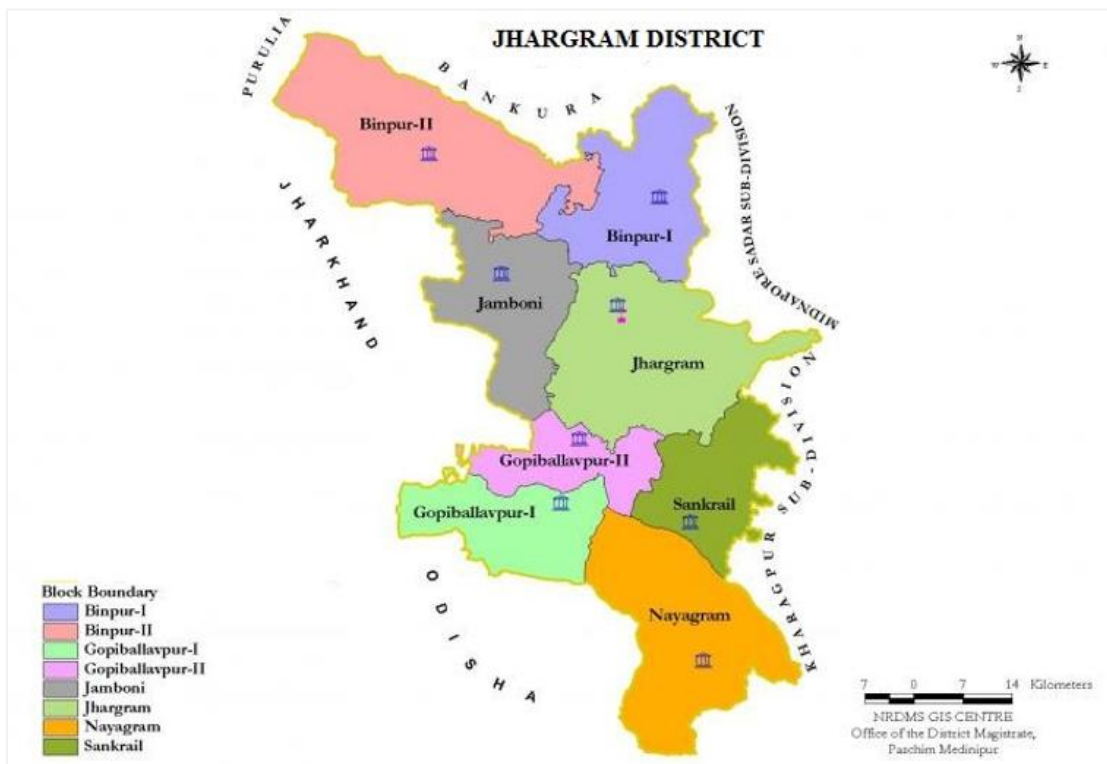 JHARGRAM DISTRICT
N
W E
S
PURULIA
BANKURA
MIDNAPORE SADAR SUB-DIVISION
JHARKHAND
KHARAGPUR SUB-DIVISION
ODISHA
Binpur-II
Binpur-I
Jamboni
Jhargram
Gopiballavpur-II
Gopiballavpur-I
Sankrail
Nayagram
Block Boundary
Binpur-I
Binpur-II
Gopiballavpur-I
Gopiballavpur-II
Jamboni
Jhargram
Nayagram
Sankrail
7 0 7 14 Kilometers
NRDMS GIS CENTRE
Office of the District Magistrate,
Paschim Medinipur